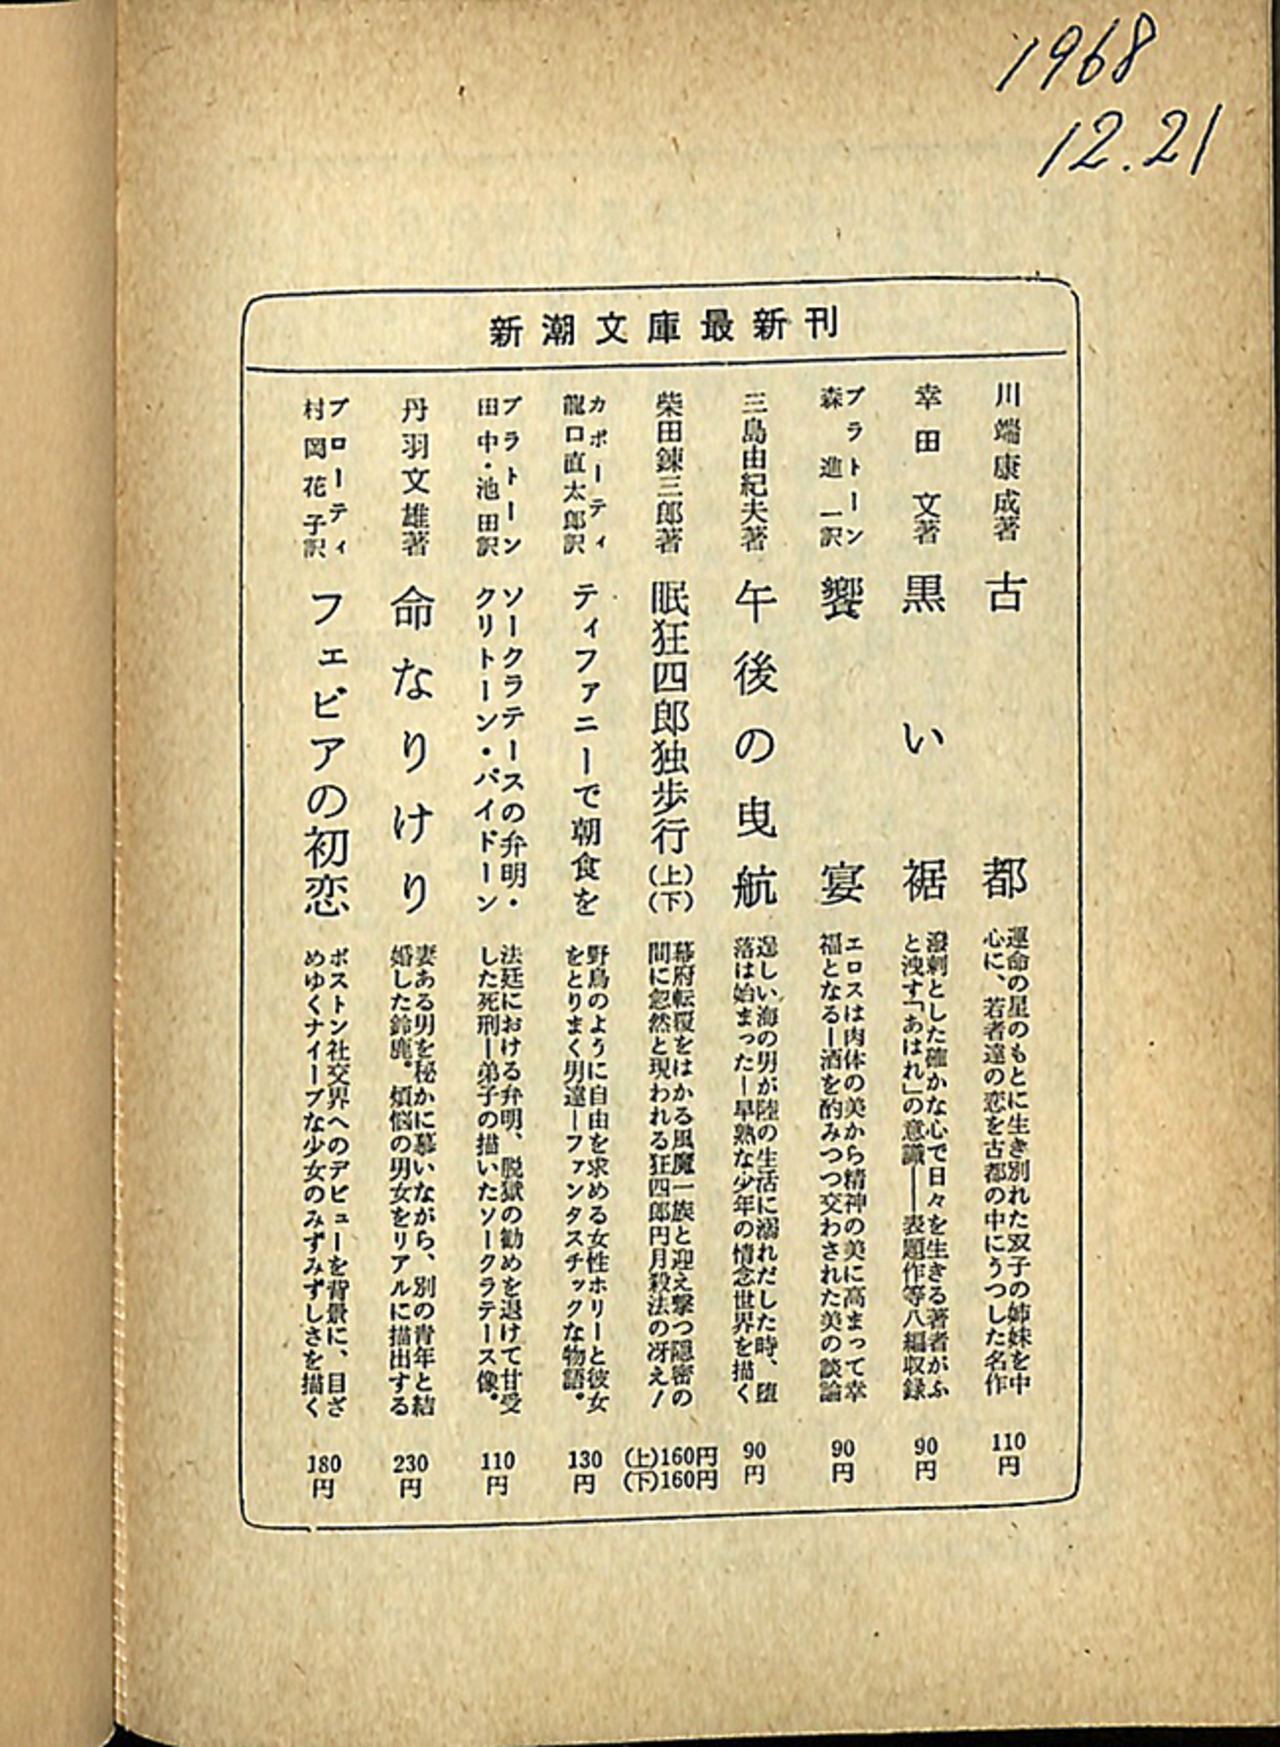 1968
12.21
新潮文庫最新刊
川端康成著
古都
運命の星のもとに生き別れた双子の姉妹を中
心に、若者達の恋を古都の中にうつした名作
110円
幸田文著
黒い裾
潑剌とした確かな心で日々を生きる著者がふ
と洩す「あはれ」の意識――表題作等八編収録
90円
プラトーン
森進一訳
饗宴
エロスは肉体の美から精神の美に高まって幸
福となる―酒を酌みつつ交わされた美の談論
90円
三島由紀夫著
午後の曳航
逞しい海の男が陸の生活に溺れだした時、堕
落は始まった―早熟な少年の情念世界を描く
90円
柴田錬三郎著
眠狂四郎独歩行(上)(下)
幕府転覆をはかる風魔一族と迎え撃つ隠密の
間に忽然と現われる狂四郎円月殺法の冴え!
(上)160円
(下)160円
カポーティ
龍口直太郎訳
ティファニーで朝食を
野鳥のように自由を求める女性ホリーと彼女
をとりまく男達―ファンタスチックな物語。
130円
プラトーン
田中・池田訳
ソークラテースの弁明・
クリトーン・パイドーン
法廷における弁明、脱獄の勧めを退けて甘受
した死刑―弟子の描いたソークラテース像。
110円
丹羽文雄著
命なりけり
妻ある男を秘かに慕いながら、別の青年と結
婚した鈴鹿。煩悩の男女をリアルに描出する
230円
ブローティ
村岡花子訳
フェビアの初恋
ボストン社交界へのデビューを背景に、目ざ
めゆくナイーブな少女のみずみずしさを描く
180円